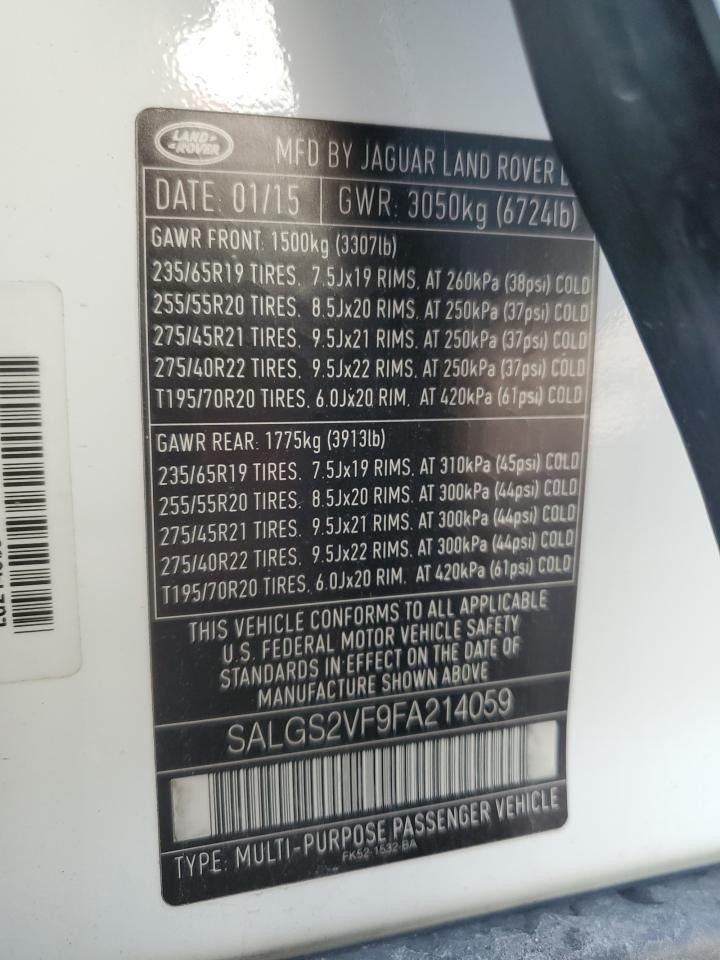 LAND ROVER
MFD BY JAGUAR LAND ROVER
DATE: 01/15 GWR: 3050kg (6724lb)
GAWR FRONT: 1500kg (3307lb)
235/65R19 TIRES, 7.5Jx19 RIMS, AT 260kPa (38psi) COLD
255/55R20 TIRES, 8.5Jx20 RIMS, AT 250kPa (37psi) COLD
275/45R21 TIRES, 9.5Jx21 RIMS, AT 250kPa (37psi) COLD
275/40R22 TIRES, 9.5Jx22 RIMS, AT 250kPa (37psi) COLD
T195/70R20 TIRES, 6.0Jx20 RIM, AT 420kPa (61psi) COLD
GAWR REAR: 1775kg (3913lb)
235/65R19 TIRES, 7.5Jx19 RIMS, AT 310kPa (45psi) COLD
255/55R20 TIRES, 8.5Jx20 RIMS, AT 300kPa (44psi) COLD
275/45R21 TIRES, 9.5Jx21 RIMS, AT 300kPa (44psi) COLD
275/40R22 TIRES, 9.5Jx22 RIMS, AT 300kPa (44psi) COLD
T195/70R20 TIRES, 6.0Jx20 RIM, AT 420kPa (61psi) COLD
THIS VEHICLE CONFORMS TO ALL APPLICABLE
U.S. FEDERAL MOTOR VEHICLE SAFETY
STANDARDS IN EFFECT ON THE DATE OF
MANUFACTURE SHOWN ABOVE
SALGS2VF9FA214059
TYPE: MULTI-PURPOSE PASSENGER VEHICLE
FK52-1532-BA